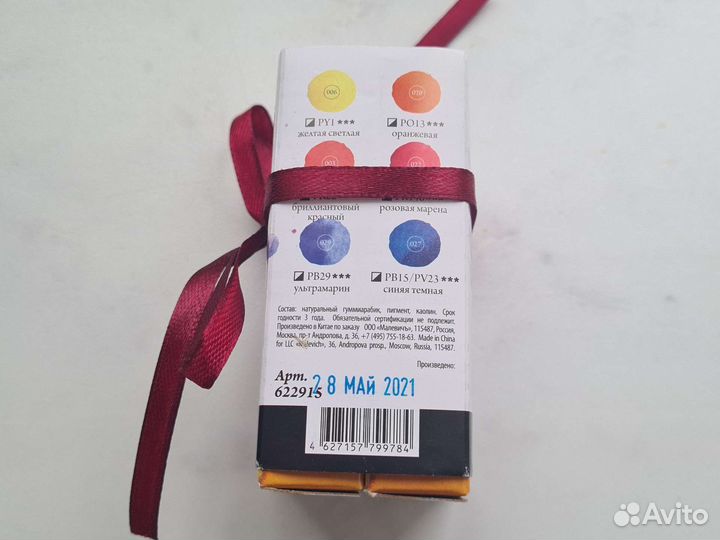 006 020
PY1 *** PO13 ***
желтая светлая оранжевая
003 022
бриллиантовый розовая марена
красный
029 027
PB29 *** PB15/PV23 ***
ультрамарин синяя темная
Состав: натуральный гуммиарабик, пигмент, каолин. Срок
годности 3 года. Обязательной сертификации не подлежит.
Произведено в Китае по заказу ООО «Малевичъ», 115487, Россия,
Москва, пр-т Андропова, д. 36, +7 (495) 755-18-63. Made in China
for LLC «Malevich», 36, Andropova prosp., Moscow, Russia, 115487.
Произведено:
Арт.
622915
28 МАЙ 2021
4 627157 799784
Avito